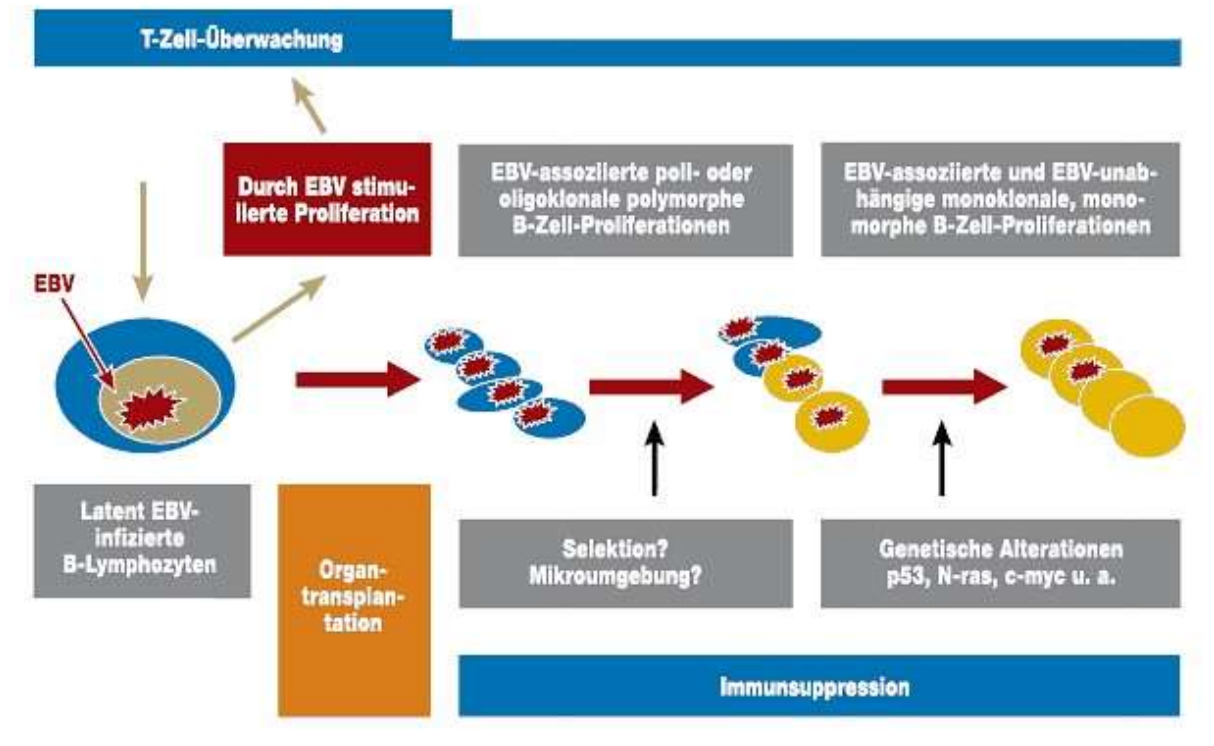 T-Zell-Überwachung
Durch EBV stimu-
lierte Proliferation
EBV-assoziierte poli- oder
oligoklonale polymorphe
B-Zell-Proliferationen
EBV-assoziierte und EBV-unab-
hängige monoklonale, mono-
morphe B-Zell-Proliferationen
EBV
Latent EBV-
infizierte
B-Lymphozyten
Organ-
transplan-
tation
Selektion?
Mikroumgebung?
Genetische Alterationen
p53, N-ras, c-myc u. a.
Immunsuppression